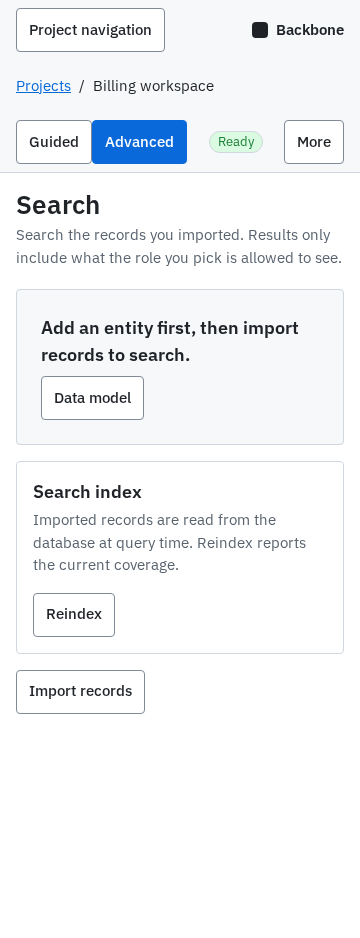 Project navigation
Backbone
Projects / Billing workspace
Guided
Advanced
Ready
More
Search
Search the records you imported. Results only
include what the role you pick is allowed to see.
Add an entity first, then import
records to search.
Data model
Search index
Imported records are read from the
database at query time. Reindex reports
the current coverage.
Reindex
Import records